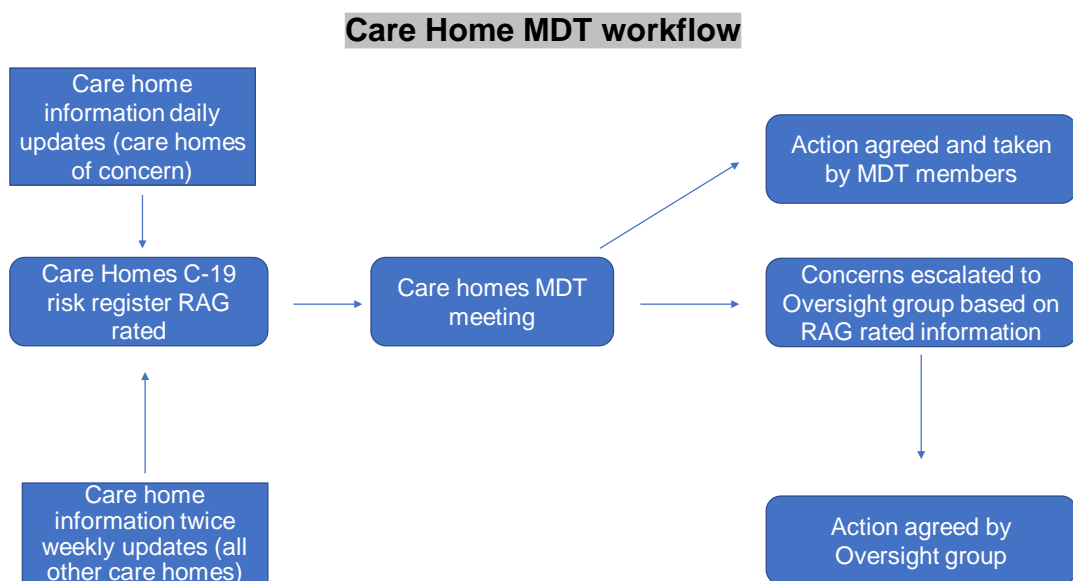 Care Home MDT workflow
Care home
information daily
updates (care homes
of concern)
Action agreed and taken
by MDT members
Care Homes C-19
risk register RAG
rated
Care homes MDT
meeting
Concerns escalated to
Oversight group based on
RAG rated information
Care home
information twice
weekly updates (all
other care homes)
Action agreed by
Oversight group